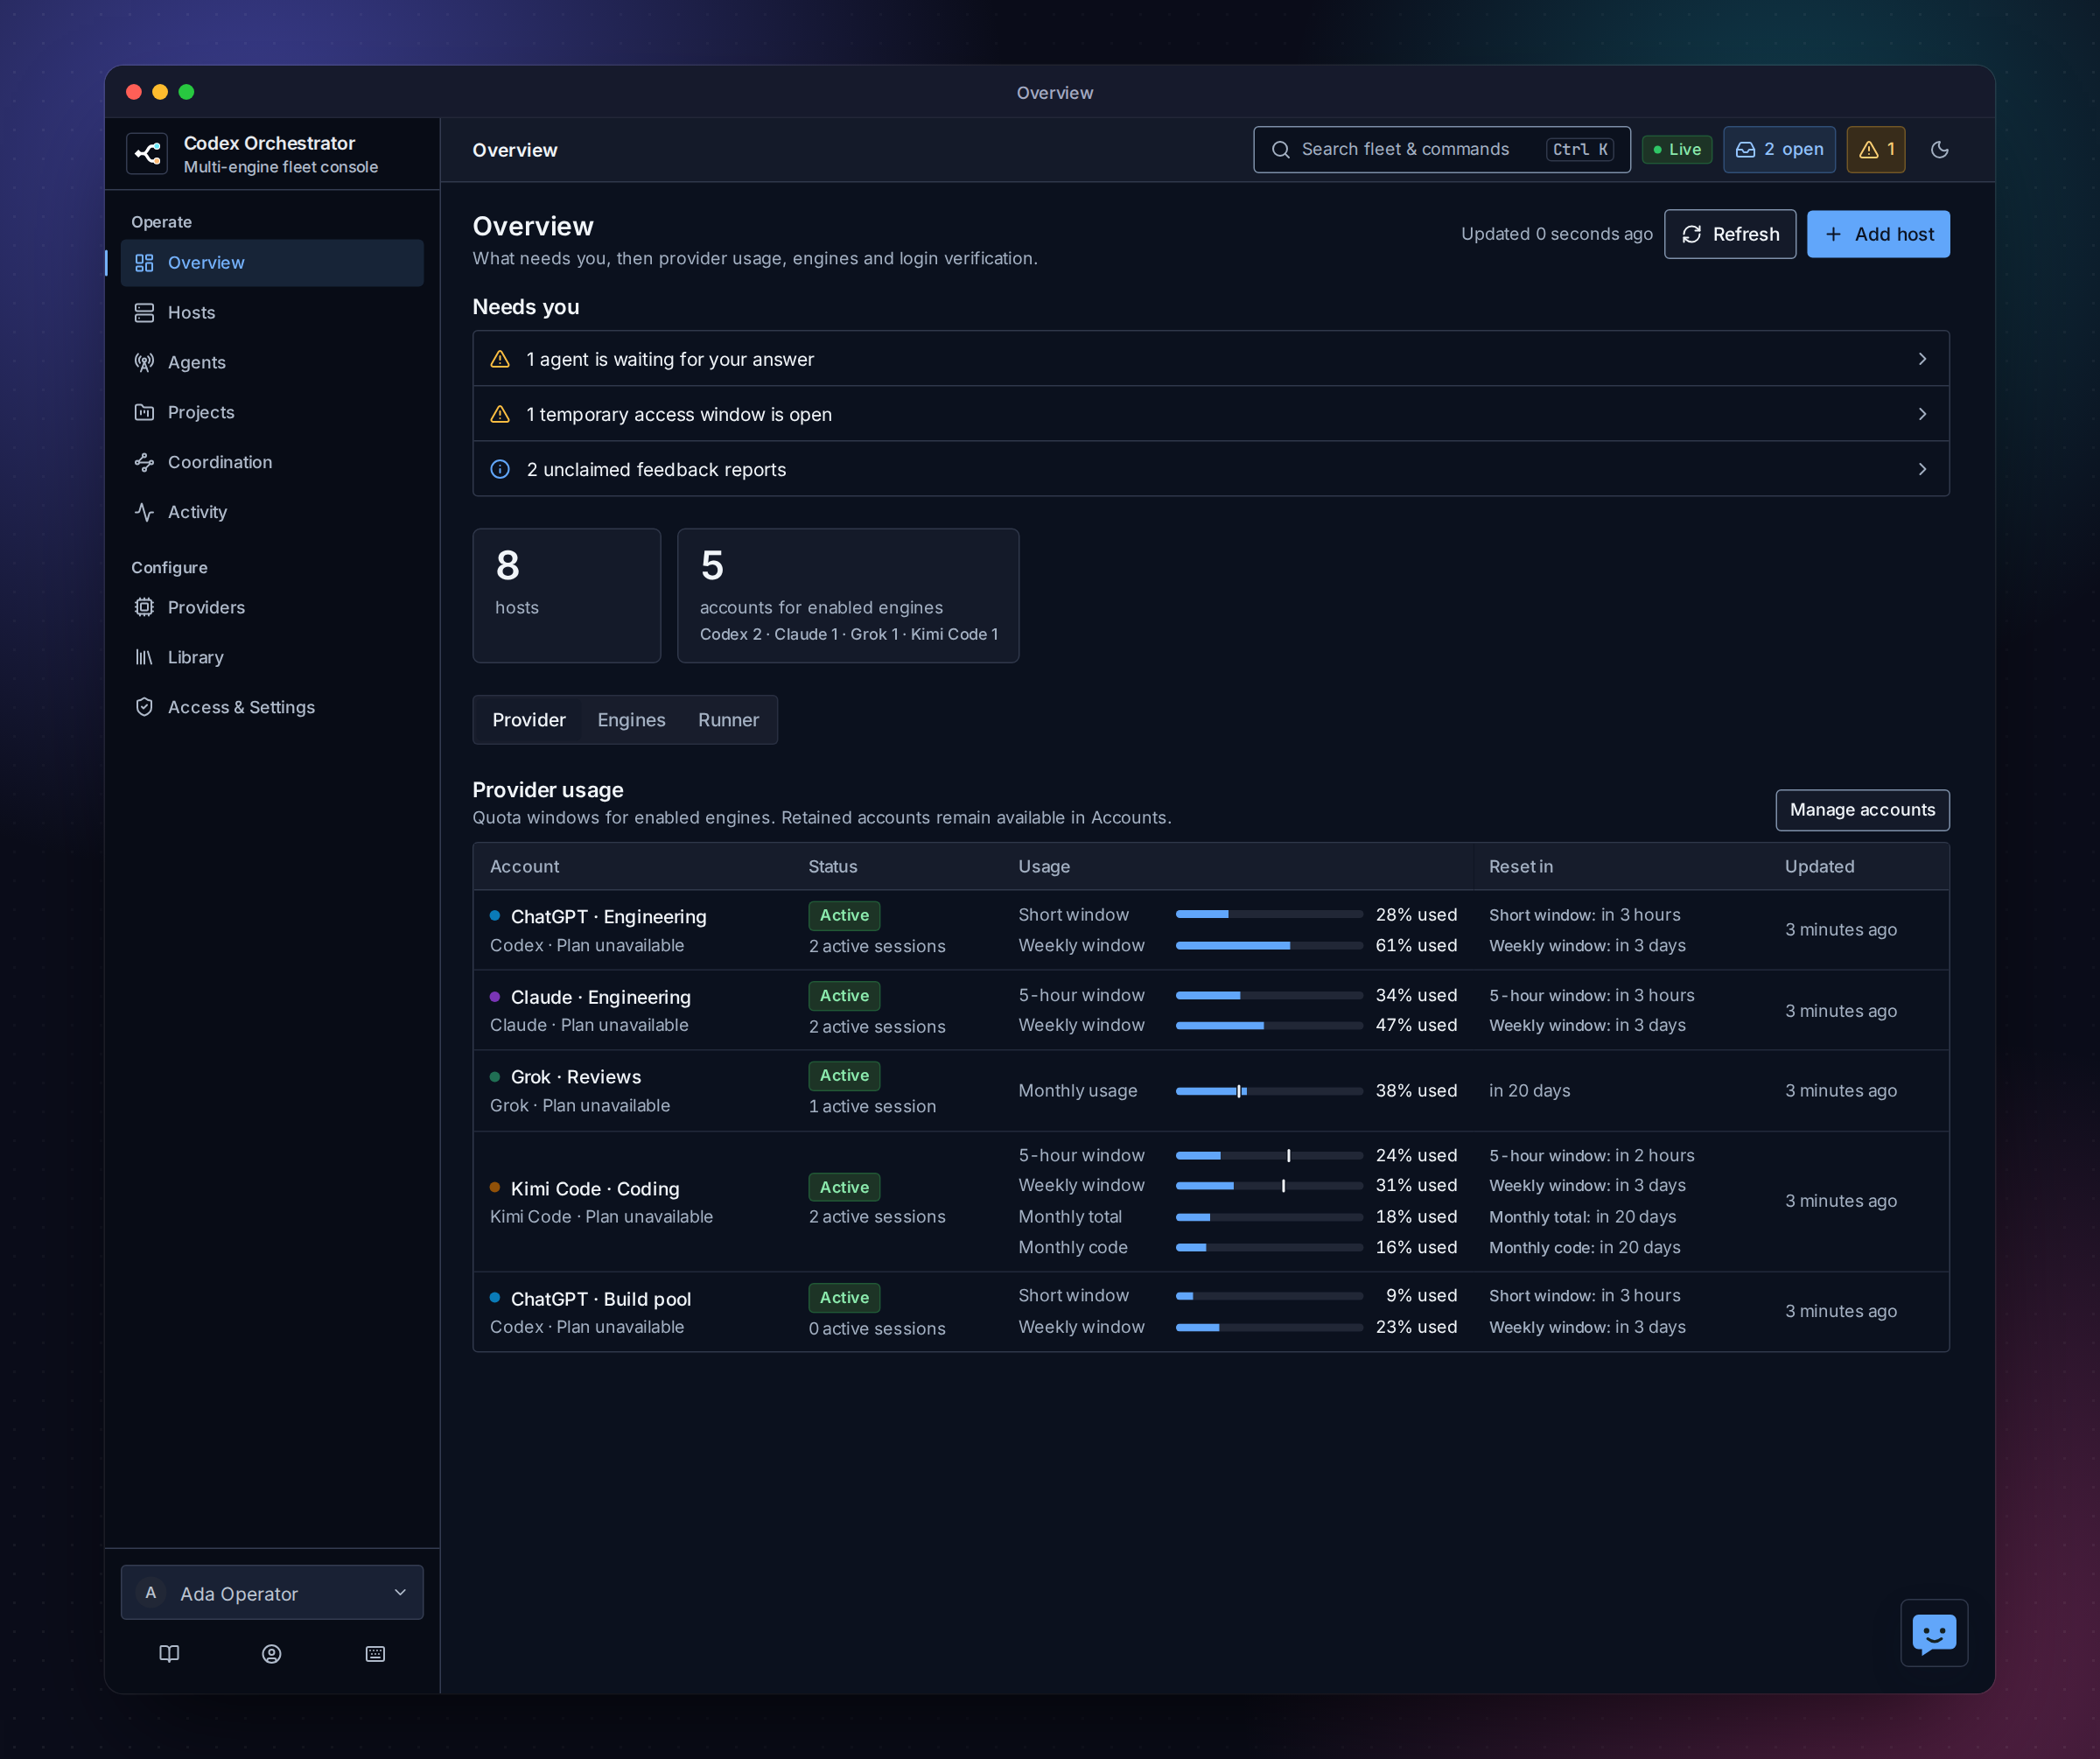 Overview
Codex Orchestrator
Multi-engine fleet console
Overview
Search fleet & commands
Ctrl K
Live
2 open
1
Operate
Overview
Hosts
Agents
Projects
Coordination
Activity
Configure
Providers
Library
Access & Settings
A
Ada Operator
Overview
What needs you, then provider usage, engines and login verification.
Updated 0 seconds ago
Refresh
Add host
Needs you
1 agent is waiting for your answer
1 temporary access window is open
2 unclaimed feedback reports
8
hosts
5
accounts for enabled engines
Codex 2 · Claude 1 · Grok 1 · Kimi Code 1
Provider
Engines
Runner
Provider usage
Quota windows for enabled engines. Retained accounts remain available in Accounts.
Manage accounts
Account
Status
Usage
Reset in
Updated
ChatGPT · Engineering
Codex · Plan unavailable
Active
2 active sessions
Short window
28% used
Weekly window
61% used
Short window: in 3 hours
Weekly window: in 3 days
3 minutes ago
Claude · Engineering
Claude · Plan unavailable
Active
2 active sessions
5-hour window
34% used
Weekly window
47% used
5-hour window: in 3 hours
Weekly window: in 3 days
3 minutes ago
Grok · Reviews
Grok · Plan unavailable
Active
1 active session
Monthly usage
38% used
in 20 days
3 minutes ago
Kimi Code · Coding
Kimi Code · Plan unavailable
Active
2 active sessions
5-hour window
24% used
Weekly window
31% used
Monthly total
18% used
Monthly code
16% used
5-hour window: in 2 hours
Weekly window: in 3 days
Monthly total: in 20 days
Monthly code: in 20 days
3 minutes ago
ChatGPT · Build pool
Codex · Plan unavailable
Active
0 active sessions
Short window
9% used
Weekly window
23% used
Short window: in 3 hours
Weekly window: in 3 days
3 minutes ago